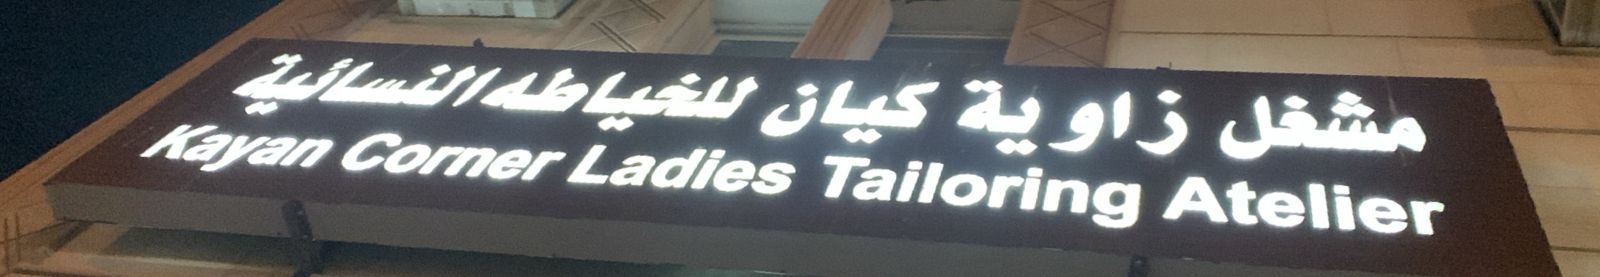 مشغل زاوية كيان للخياطه النسائية
Kayan Corner Ladies Tailoring Atelier